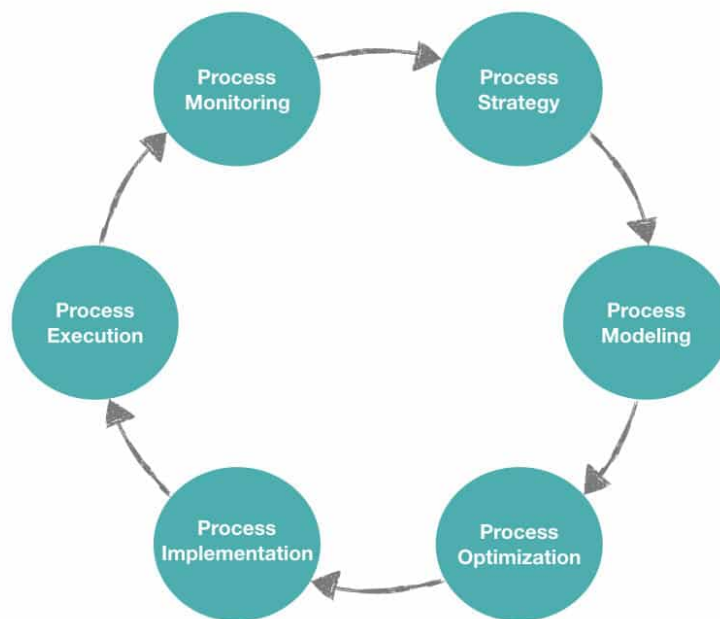 Process
Monitoring
Process
Strategy
Process
Modeling
Process
Optimization
Process
Implementation
Process
Execution